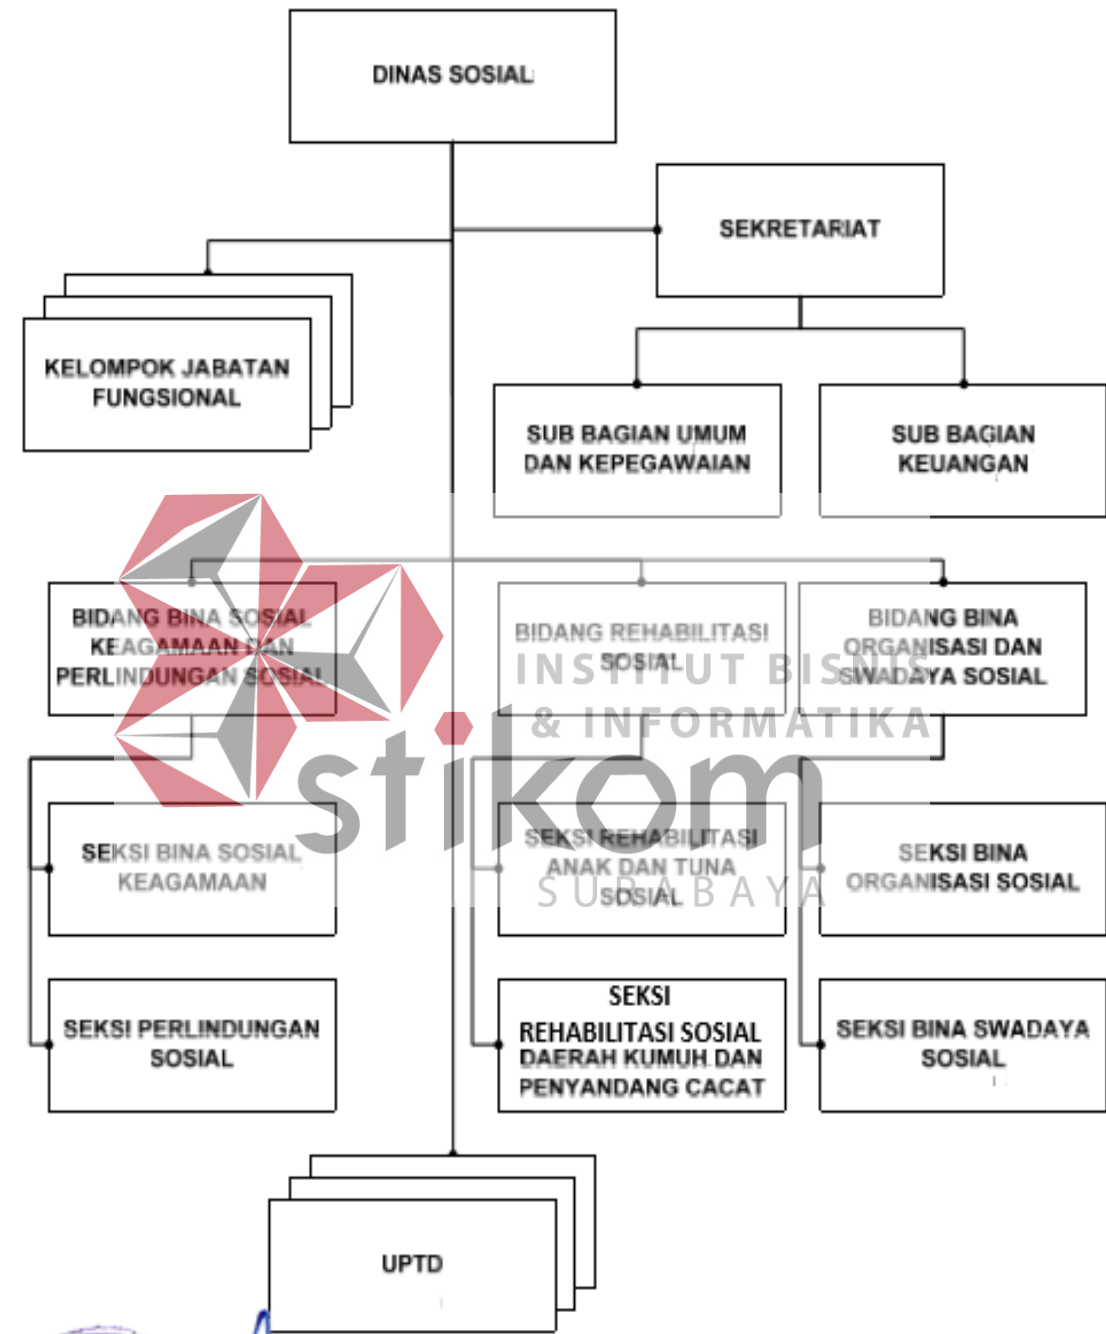 DINAS SOSIAL
SEKRETARIAT
KELOMPOK JABATAN
FUNGSIONAL
SUB BAGIAN UMUM
DAN KEPEGAWAIAN
SUB BAGIAN
KEUANGAN
BIDANG BINA SOSIAL
KEAGAMAAN DAN
PERLINDUNGAN SOSIAL
BIDANG REHABILITASI
SOSIAL
BIDANG BINA
ORGANISASI DAN
SWADAYA SOSIAL
INSTITUT BISNIS
& INFORMATIKA
stikom
SURABAYA
SEKSI BINA SOSIAL
KEAGAMAAN
SEKSI REHABILITASI
ANAK DAN TUNA
SOSIAL
SEKSI BINA
ORGANISASI SOSIAL
SEKSI PERLINDUNGAN
SOSIAL
SEKSI
REHABILITASI SOSIAL
DAERAH KUMUH DAN
PENYANDANG CACAT
SEKSI BINA SWADAYA
SOSIAL
UPTD